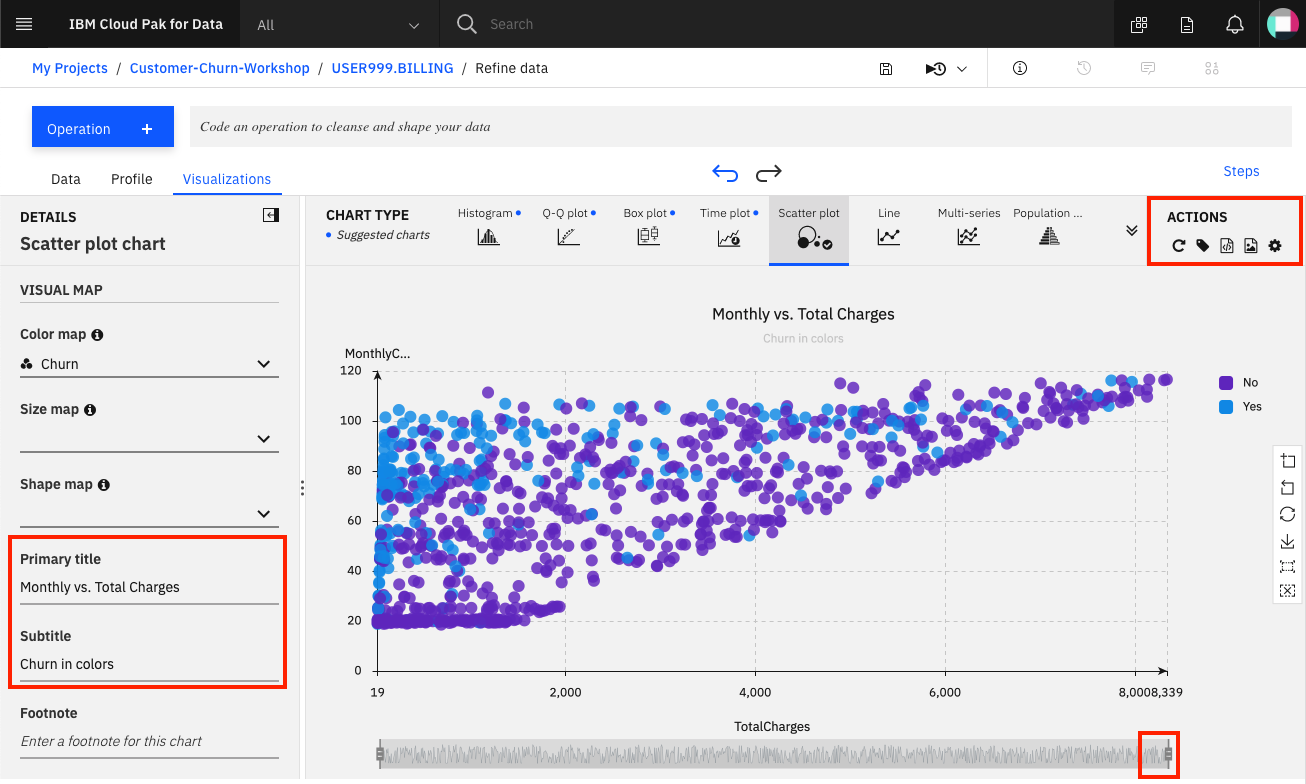 IBM Cloud Pak for Data
All
Search
My Projects / Customer-Churn-Workshop / USER999.BILLING / Refine data
Operation +
Code an operation to cleanse and shape your data
Data Profile Visualizations
Steps
DETAILS
Scatter plot chart
VISUAL MAP
Color map
Churn
Size map
Shape map
Primary title
Monthly vs. Total Charges
Subtitle
Churn in colors
Footnote
Enter a footnote for this chart
CHART TYPE
Suggested charts
Histogram Q-Q plot Box plot Time plot Scatter plot Line Multi-series Population ...
ACTIONS
Monthly vs. Total Charges
Churn in colors
MonthlyC...
120
100
80
60
40
20
0
19 2,000 4,000 6,000 8,0008,339
TotalCharges
No
Yes